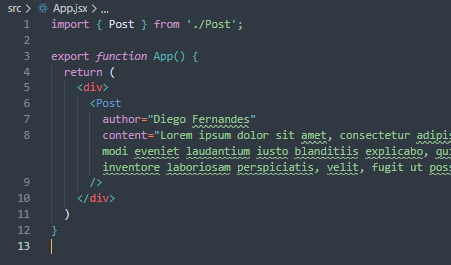 src > App.jsx > ...
1 import { Post } from './Post';
2
3 export function App() {
4 return (
5 <div>
6 <Post
7 author="Diego Fernandes"
8 content="Lorem ipsum dolor sit amet, consectetur adipis
modi eveniet laudantium iusto blanditiis explicabo, qui
inventore laboriosam perspiciatis, velit, fugit ut poss
9 />
10 </div>
11 )
12 }
13